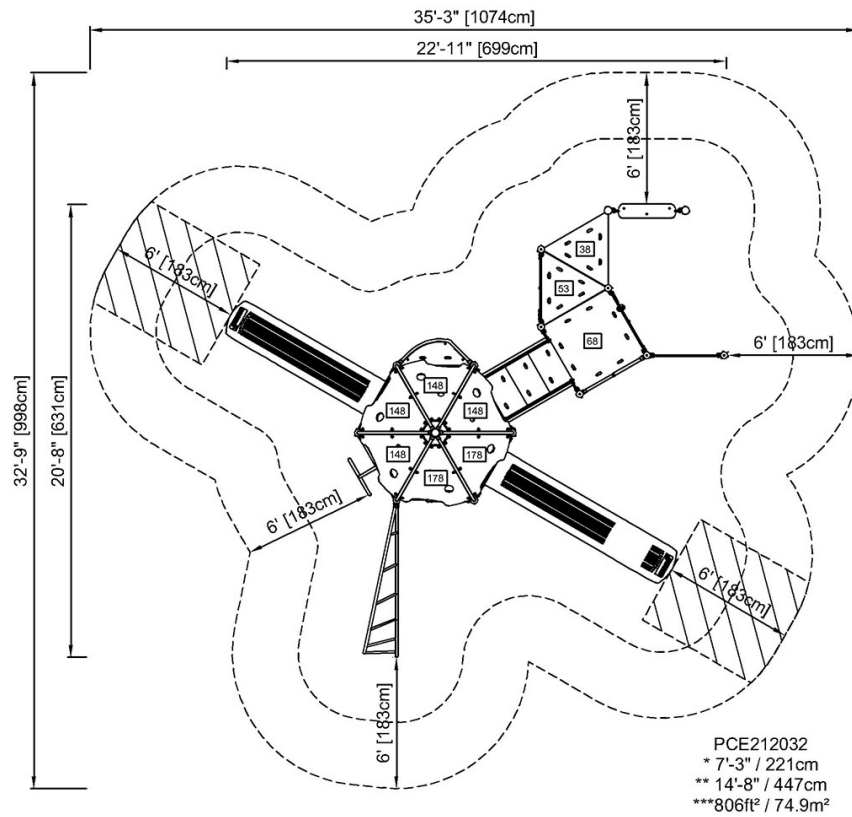 35'-3" [1074cm]
22'-11" [699cm]
6' [183cm]
32'-9" [998cm]
20'-8" [631cm]
6' [183cm]
38
53
68
6' [183cm]
148
148
148
148
178
178
6' [183cm]
6' [183cm]
6' [183cm]
PCE212032
* 7'-3" / 221cm
** 14'-8" / 447cm
***806ft² / 74.9m²